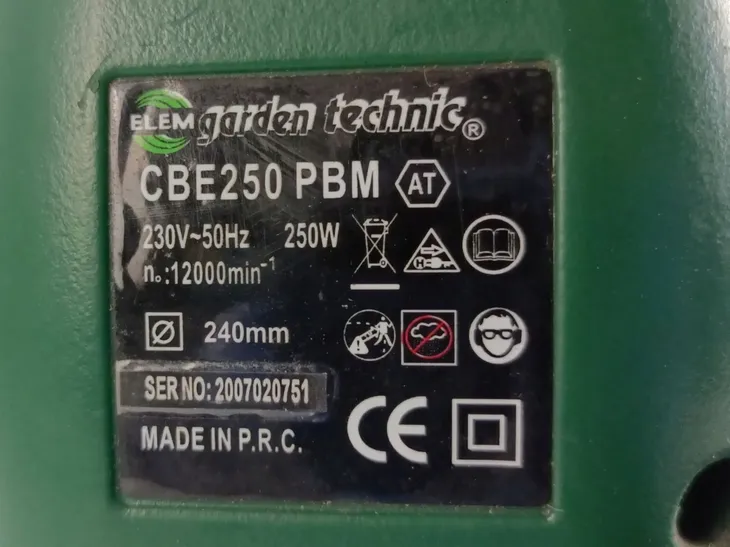 ELEM garden technic®
CBE250 PBM AT
230V~50Hz 250W
n₀:12000min⁻¹
Ø 240mm
SER NO: 2007020751
MADE IN P.R.C.
CE